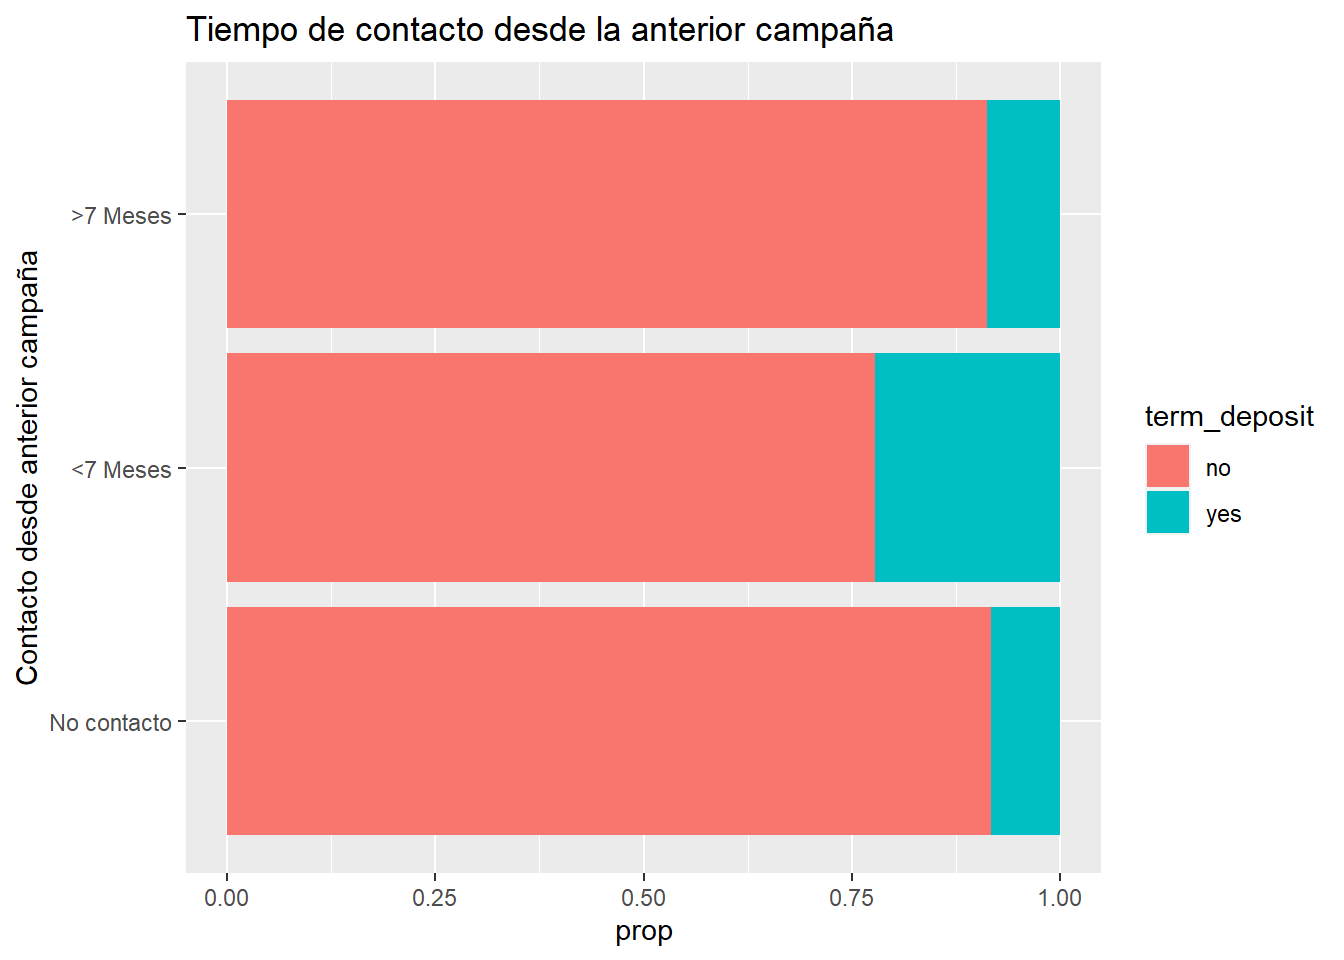 Tiempo de contacto desde la anterior campaña
Contacto desde anterior campaña
>7 Meses
<7 Meses
No contacto
0.00 0.25 0.50 0.75 1.00
prop
term_deposit
no
yes